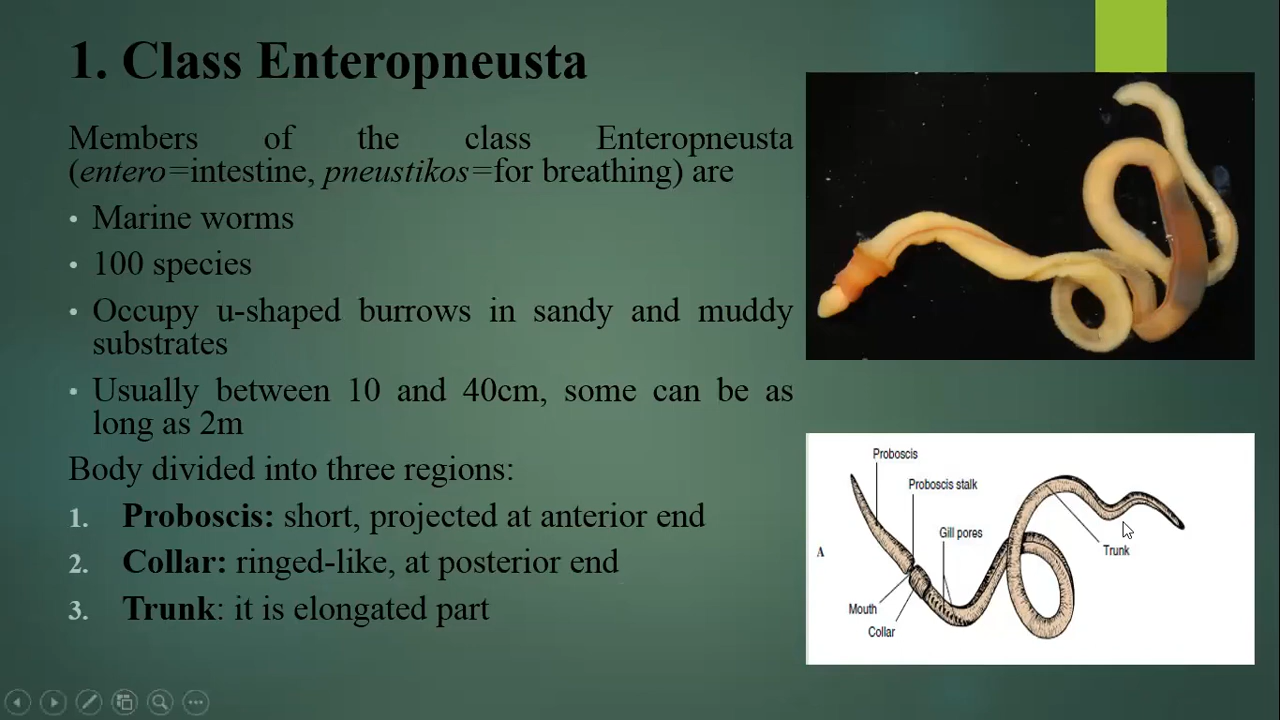 1. Class Enteropneusta
Members of the class Enteropneusta
(entero=intestine, pneustikos=for breathing) are
• Marine worms
• 100 species
• Occupy u-shaped burrows in sandy and muddy
substrates
• Usually between 10 and 40cm, some can be as
long as 2m
Body divided into three regions:
1. Proboscis: short, projected at anterior end
2. Collar: ringed-like, at posterior end
3. Trunk: it is elongated part
Proboscis
Proboscis stalk
Gill pores
A
Trunk
Mouth
Collar